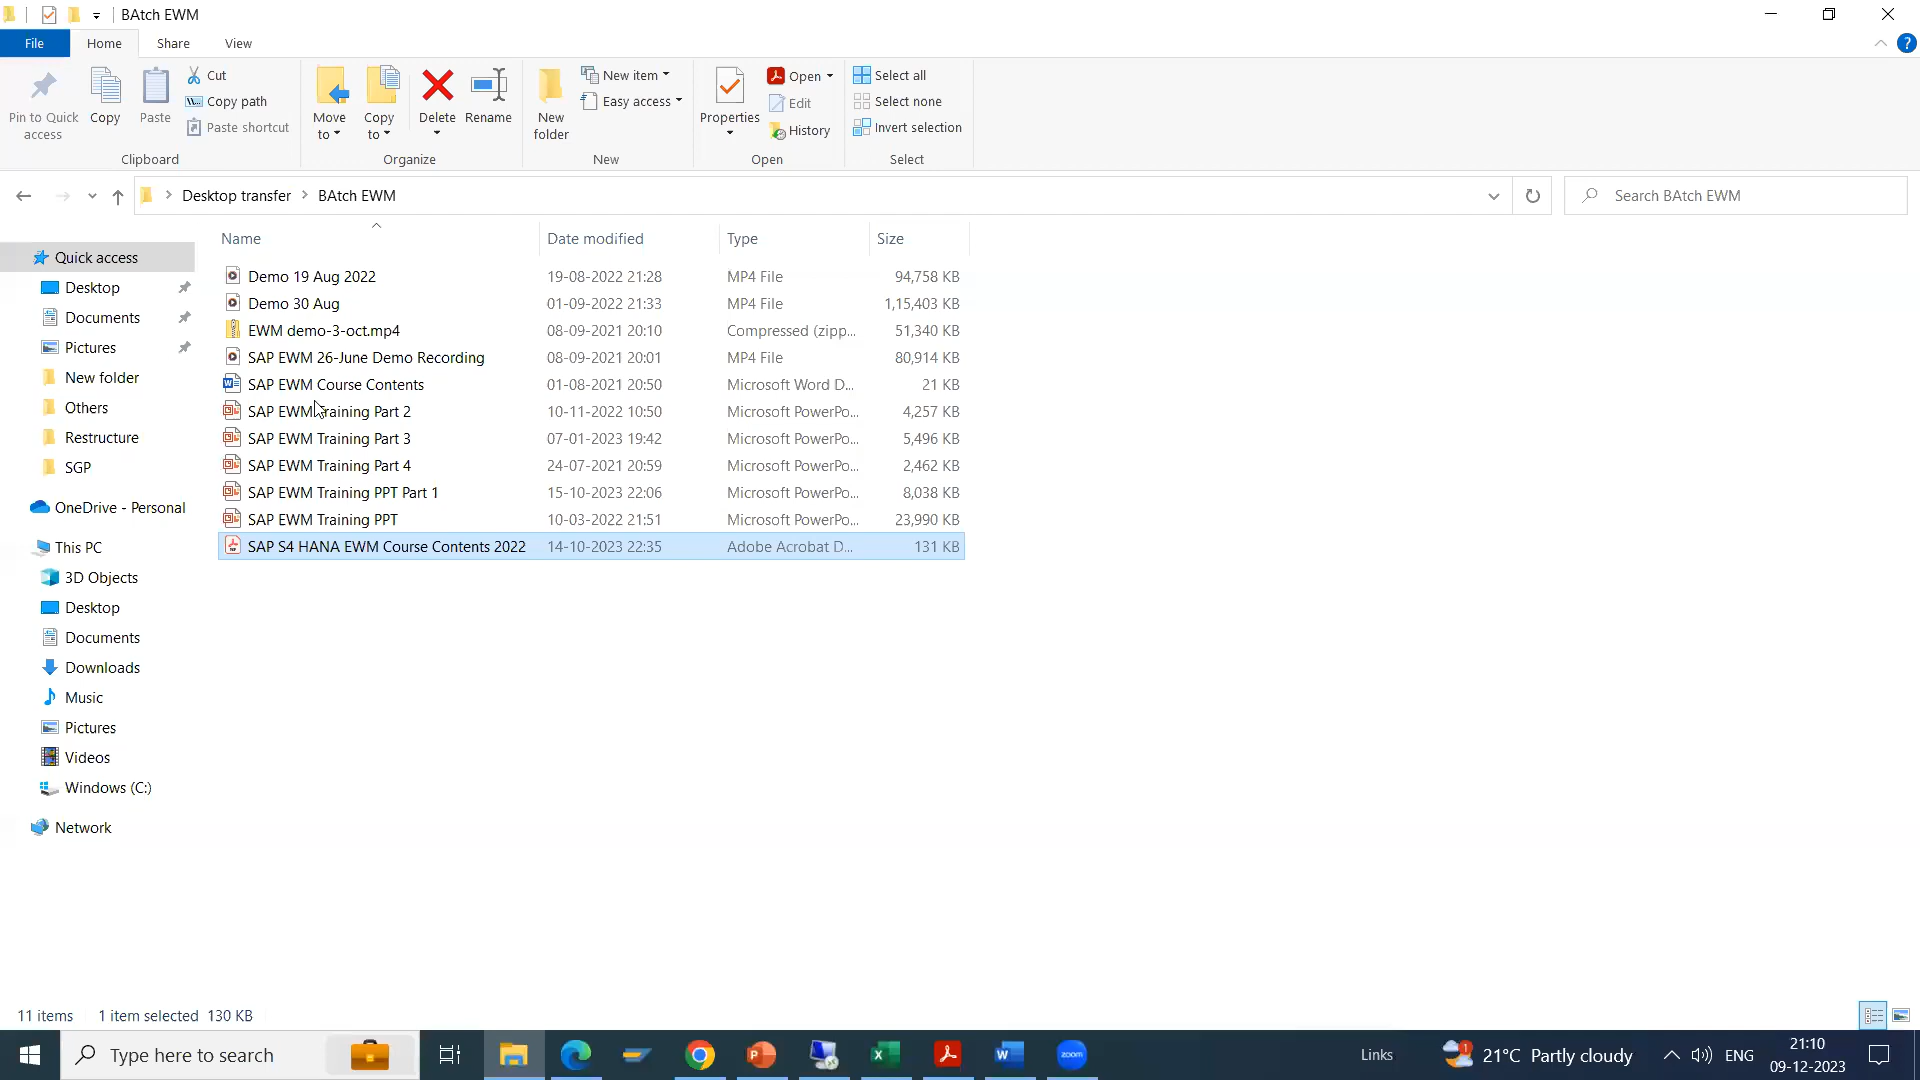 BAtch EWM
File Home Share View
Pin to Quick access
Copy
Paste
Cut
Copy path
Paste shortcut
Clipboard
Move to
Copy to
Delete
Rename
Organize
New folder
New item
Easy access
New
Properties
Open
Edit
History
Open
Select all
Select none
Invert selection
Select
Desktop transfer BAtch EWM
Search BAtch EWM
Name Date modified Type Size
Demo 19 Aug 2022 19-08-2022 21:28 MP4 File 94,758 KB
Demo 30 Aug 01-09-2022 21:33 MP4 File 1,15,403 KB
EWM demo-3-oct.mp4 08-09-2021 20:10 Compressed (zipp... 51,340 KB
SAP EWM 26-June Demo Recording 08-09-2021 20:01 MP4 File 80,914 KB
SAP EWM Course Contents 01-08-2021 20:50 Microsoft Word D... 21 KB
SAP EWM Training Part 2 10-11-2022 10:50 Microsoft PowerPo... 4,257 KB
SAP EWM Training Part 3 07-01-2023 19:42 Microsoft PowerPo... 5,496 KB
SAP EWM Training Part 4 24-07-2021 20:59 Microsoft PowerPo... 2,462 KB
SAP EWM Training PPT Part 1 15-10-2023 22:06 Microsoft PowerPo... 8,038 KB
SAP EWM Training PPT 10-03-2022 21:51 Microsoft PowerPo... 23,990 KB
SAP S4 HANA EWM Course Contents 2022 14-10-2023 22:35 Adobe Acrobat D... 131 KB
Quick access
Desktop
Documents
Pictures
New folder
Others
Restructure
SGP
OneDrive - Personal
This PC
3D Objects
Desktop
Documents
Downloads
Music
Pictures
Videos
Windows (C:)
Network
11 items 1 item selected 130 KB
Type here to search
zoom
Links
1
21°C Partly cloudy
ENG
21:10
09-12-2023